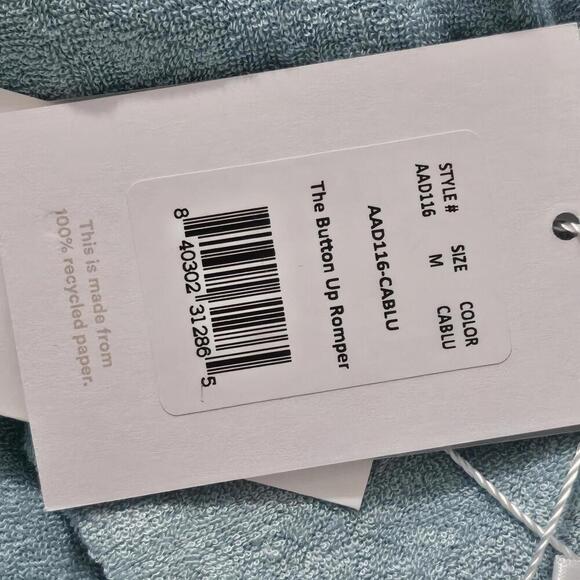 STYLE # SIZE COLOR
AAD116 M CABLU
AAD116-CABLU
The Button Up Romper
8 40302 31286 5
This is made from
100% recycled paper.